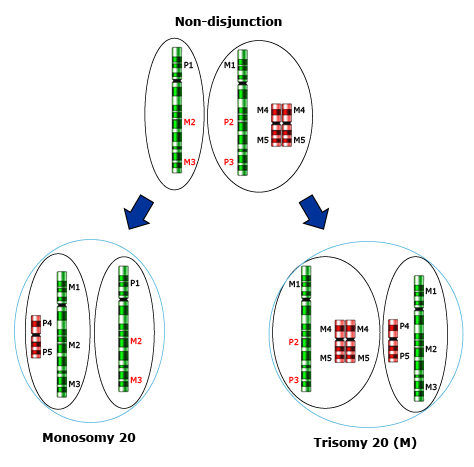 Non-disjunction
P1
M2
M3
M1
P2
P3
M4 M4
M5 M5
M1
M2
M3
P4
P5
P1
M2
M3
Monosomy 20
M1
P2
P3
M4 M4
M5 M5
P4
P5
M1
M2
M3
Trisomy 20 (M)